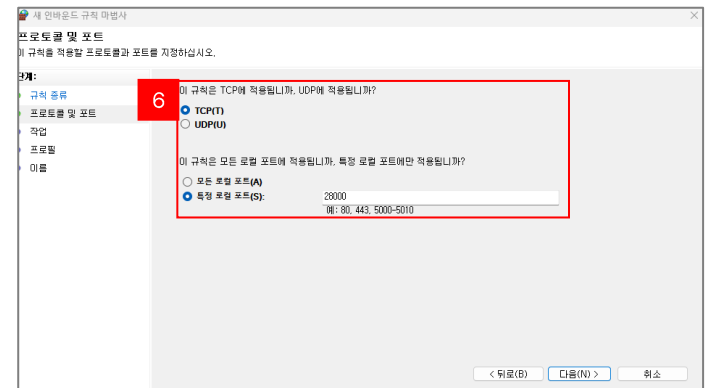 새 인바운드 규칙 마법사
프로토콜 및 포트
이 규칙을 적용할 프로토콜과 포트를 지정하십시오.
단계:
규칙 종류
프로토콜 및 포트
작업
프로필
이름
6
이 규칙은 TCP에 적용됩니까, UDP에 적용됩니까?
TCP(T)
UDP(U)
이 규칙은 모든 로컬 포트에 적용됩니까, 특정 로컬 포트에만 적용됩니까?
모든 로컬 포트(A)
특정 로컬 포트(S): 28000
예: 80, 443, 5000-5010
< 뒤로(B) 다음(N) > 취소